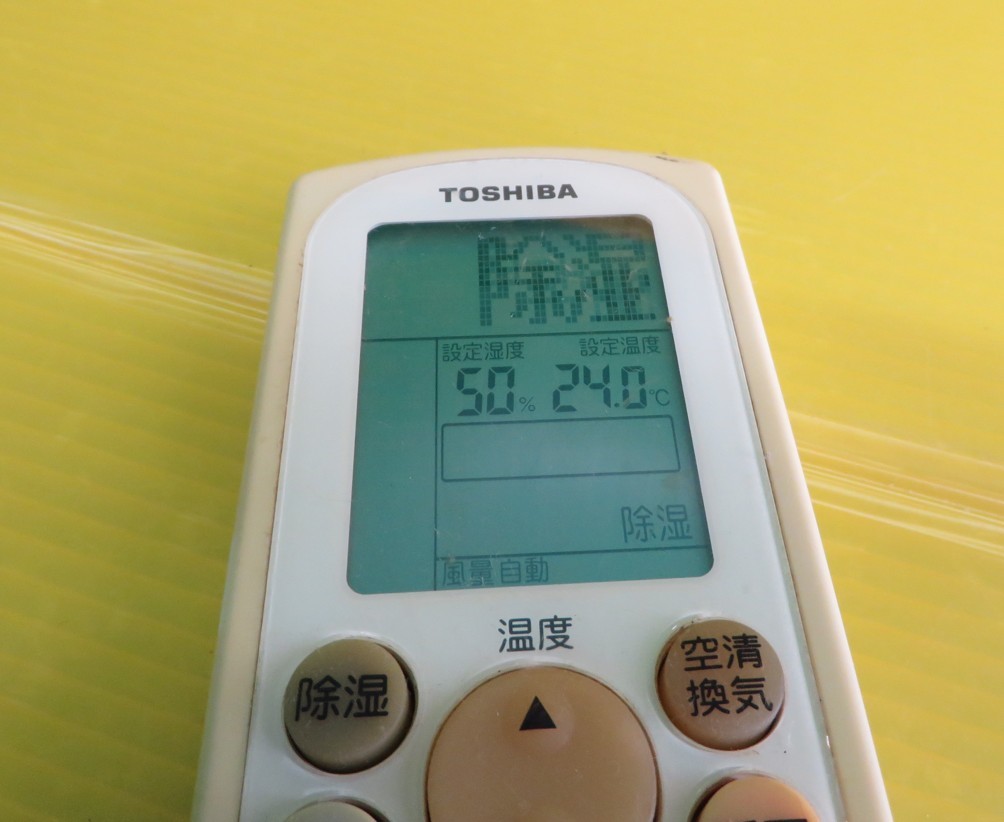 TOSHIBA
除湿
設定湿度 設定温度
50% 24.0℃
除湿
風量自動
温度
除湿
空清
換気